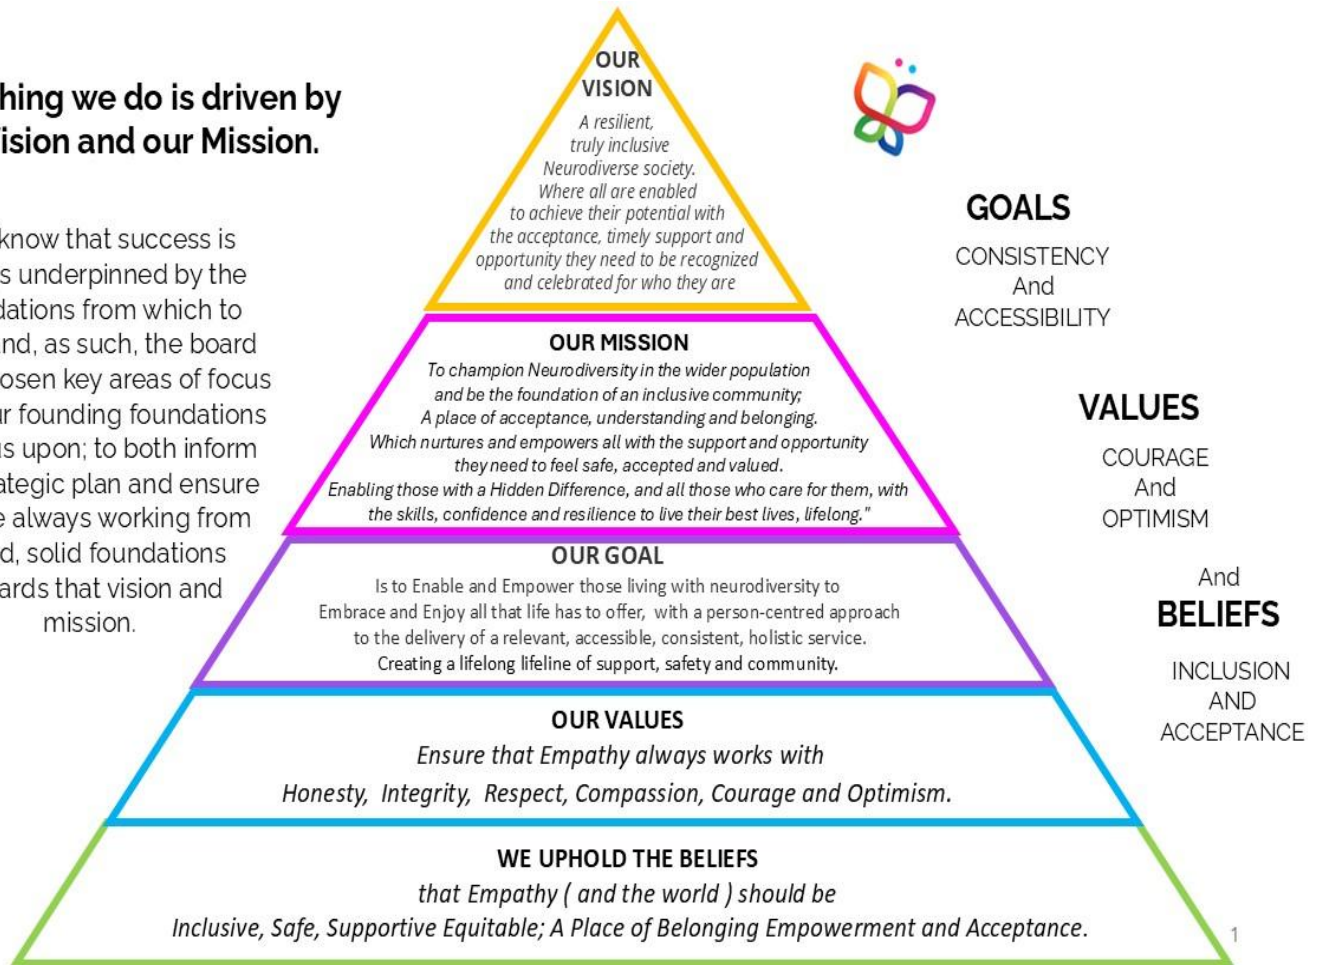 hing we do is driven by
ision and our Mission.
know that success is
s underpinned by the
dations from which to
nd, as such, the board
osen key areas of focus
ur founding foundations
us upon; to both inform
ategic plan and ensure
e always working from
d, solid foundations
ards that vision and
mission.
OUR
VISION
A resilient,
truly inclusive
Neurodiverse society.
Where all are enabled
to achieve their potential with
the acceptance, timely support and
opportunity they need to be recognized
and celebrated for who they are
OUR MISSION
To champion Neurodiversity in the wider population
and be the foundation of an inclusive community;
A place of acceptance, understanding and belonging.
Which nurtures and empowers all with the support and opportunity
they need to feel safe, accepted and valued.
Enabling those with a Hidden Difference, and all those who care for them, with
the skills, confidence and resilience to live their best lives, lifelong."
OUR GOAL
Is to Enable and Empower those living with neurodiversity to
Embrace and Enjoy all that life has to offer, with a person-centred approach
to the delivery of a relevant, accessible, consistent, holistic service.
Creating a lifelong lifeline of support, safety and community.
OUR VALUES
Ensure that Empathy always works with
Honesty, Integrity, Respect, Compassion, Courage and Optimism.
WE UPHOLD THE BELIEFS
that Empathy ( and the world ) should be
Inclusive, Safe, Supportive Equitable; A Place of Belonging Empowerment and Acceptance.
GOALS
CONSISTENCY
And
ACCESSIBILITY
VALUES
COURAGE
And
OPTIMISM
And
BELIEFS
INCLUSION
AND
ACCEPTANCE
1